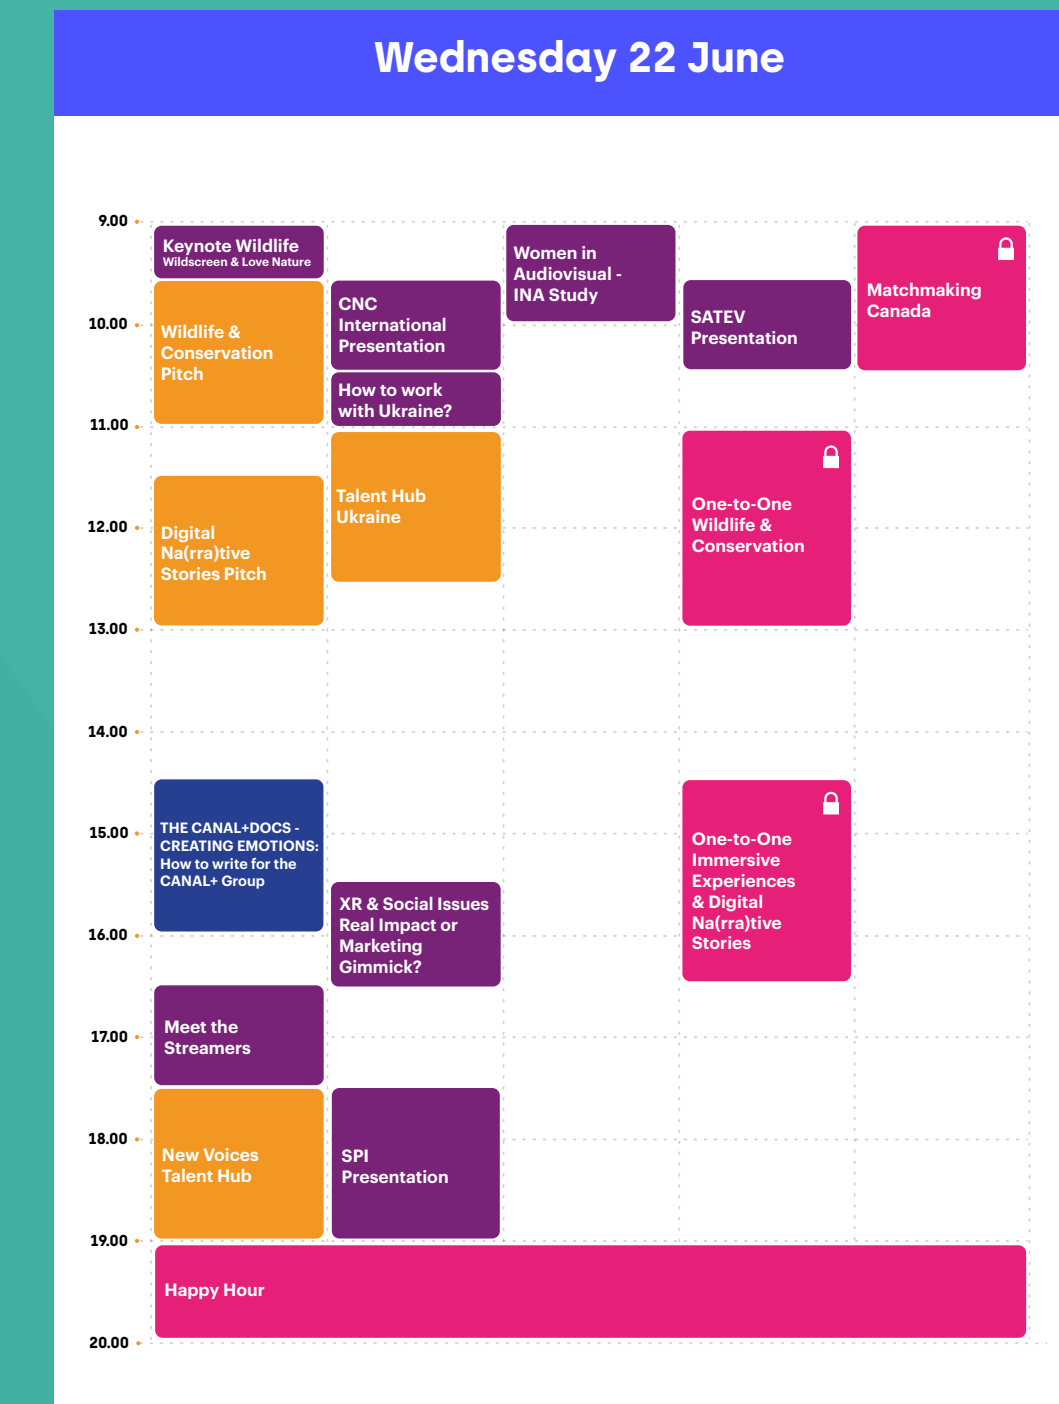 Wednesday 22 June
9.00
Keynote Wildlife
Wildscreen & Love Nature
Women in
Audiovisual -
INA Study
Matchmaking
Canada
CNC
International
Presentation
SATEV
Presentation
10.00
Wildlife &
Conservation
Pitch
How to work
with Ukraine?
11.00
Talent Hub
Ukraine
One-to-One
Wildlife &
Conservation
12.00
Digital
Na(rra)tive
Stories Pitch
13.00
14.00
THE CANAL+DOCS -
CREATING EMOTIONS:
How to write for the
CANAL+ Group
15.00
One-to-One
Immersive
Experiences
& Digital
Na(rra)tive
Stories
XR & Social Issues
Real Impact or
Marketing
Gimmick?
16.00
Meet the
Streamers
17.00
18.00
New Voices
Talent Hub
SPI
Presentation
19.00
Happy Hour
20.00